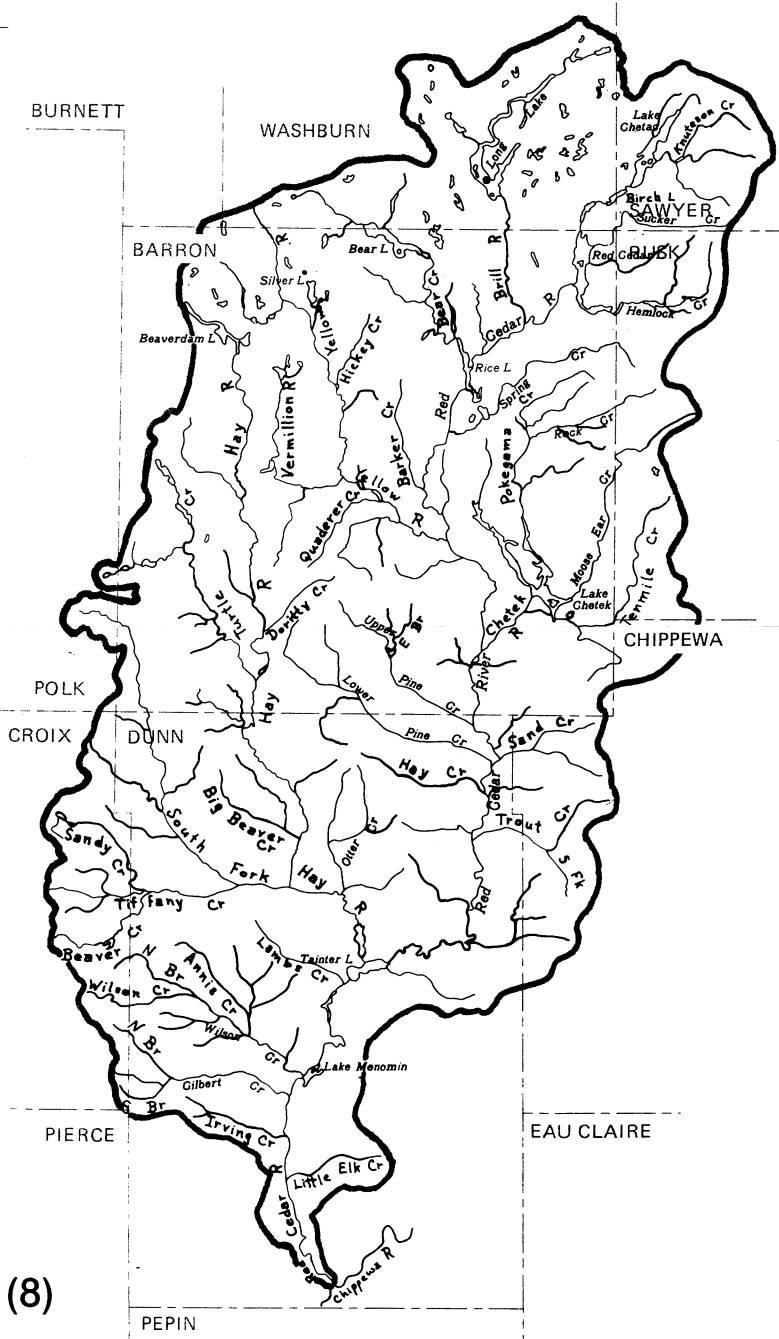 BURNETT
WASHBURN
Lake
Chetac
Knuteson Cr
Long Lake
Birch L
SAWYER
Sucker Cr
BARRON
R
Bear L
R
Red Cedar
RUSK
Silver L
Bear Cr
Brill
Hemlock Cr
Yellow
Hickey Cr
Cedar R
Beaverdam L
Rice L
Cr
Spring
Cr
R
Vermillion R
Barker Cr
Red
Hay
Rock Cr
Pokegama
Cr
Quaderer Cr
Yellow
R
Moose Ear Cr
Tenmile Cr
Turtle
R
Doritty Cr
Lake
Chetek
Chetek
R
Upper E Br
CHIPPEWA
River
POLK
Lower
Pine
Cr
Hay
CROIX
DUNN
Pine Cr
Sand Cr
Hay Cr
Cedar
Big Beaver
Cr
South
Fork
Hay
R
Otter Cr
Trout Cr
S Fk
Sandy Cr
Red
Tiffany Cr
Beaver Cr
N
Br
Annis Cr
Lambs Cr
Tainter L
Wilson Cr
Wilson
Cr
N Br
Lake Menomin
Gilbert Cr
S Br
PIERCE
Irving Cr
EAU CLAIRE
R
Little Elk Cr
Cedar
Red
Chippewa R
(8)
PEPIN